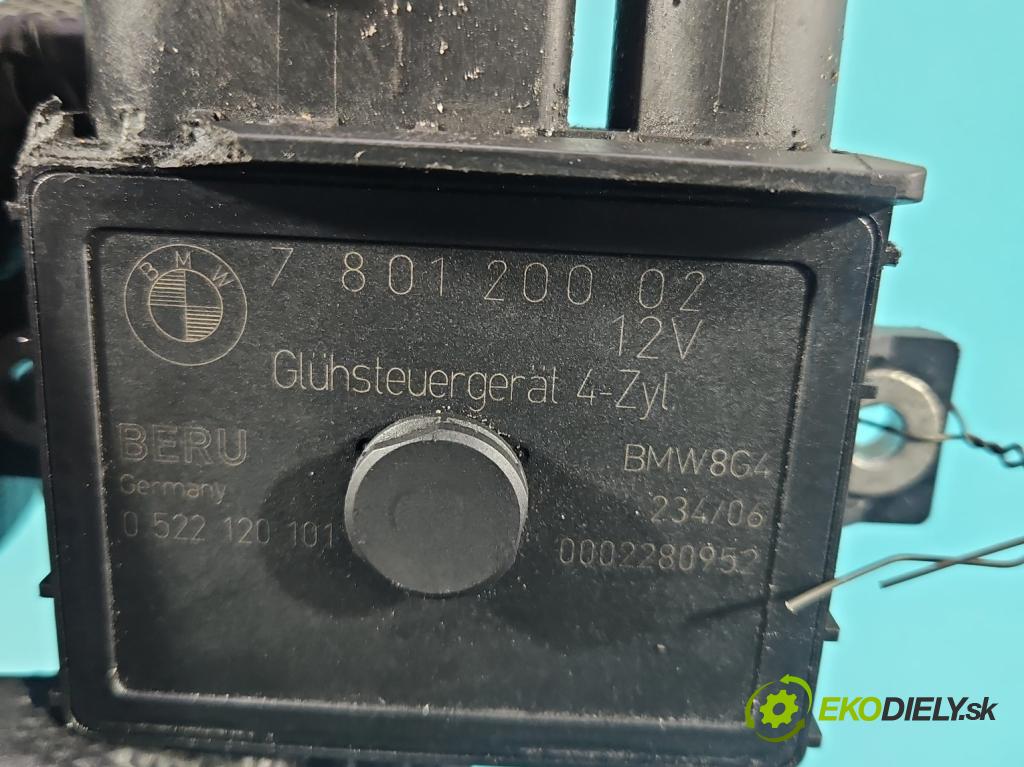 BMW
7 801 200 02
12V
Glühsteuergerät 4-Zyl
BERU
Germany
0 522 120 101
BMW8G4
234/06
0002280952
EKODIELY.sk